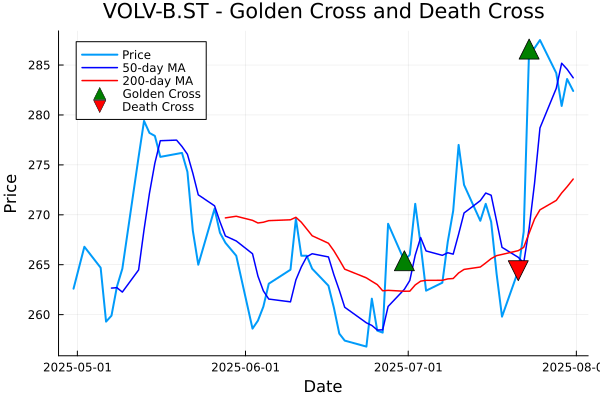 VOLV-B.ST - Golden Cross and Death Cross
Price
50-day MA
200-day MA
Golden Cross
Death Cross
285
280
275
270
265
260
Price
2025-05-01
2025-06-01
2025-07-01
2025-08-0
Date